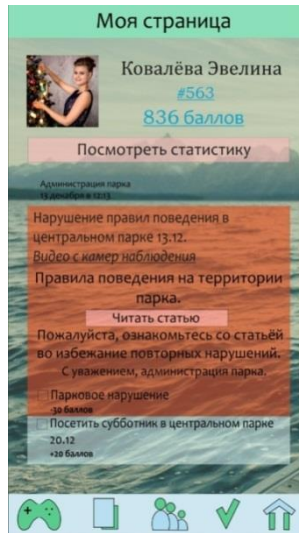 Моя страница
Ковалёва Эвелина
#563
836 баллов
Посмотреть статистику
Администрация парка
13 декабря в 12:13
Нарушение правил поведения в
центральном парке 13.12.
Видео с камер наблюдения
Правила поведения на территории
парка.
Читать статью
Пожалуйста, ознакомьтесь со статьёй
во избежание повторных нарушений.
С уважением, администрация парка.
Парковое нарушение
-30 баллов
Посетить субботник в центральном парке
20.12
+20 баллов